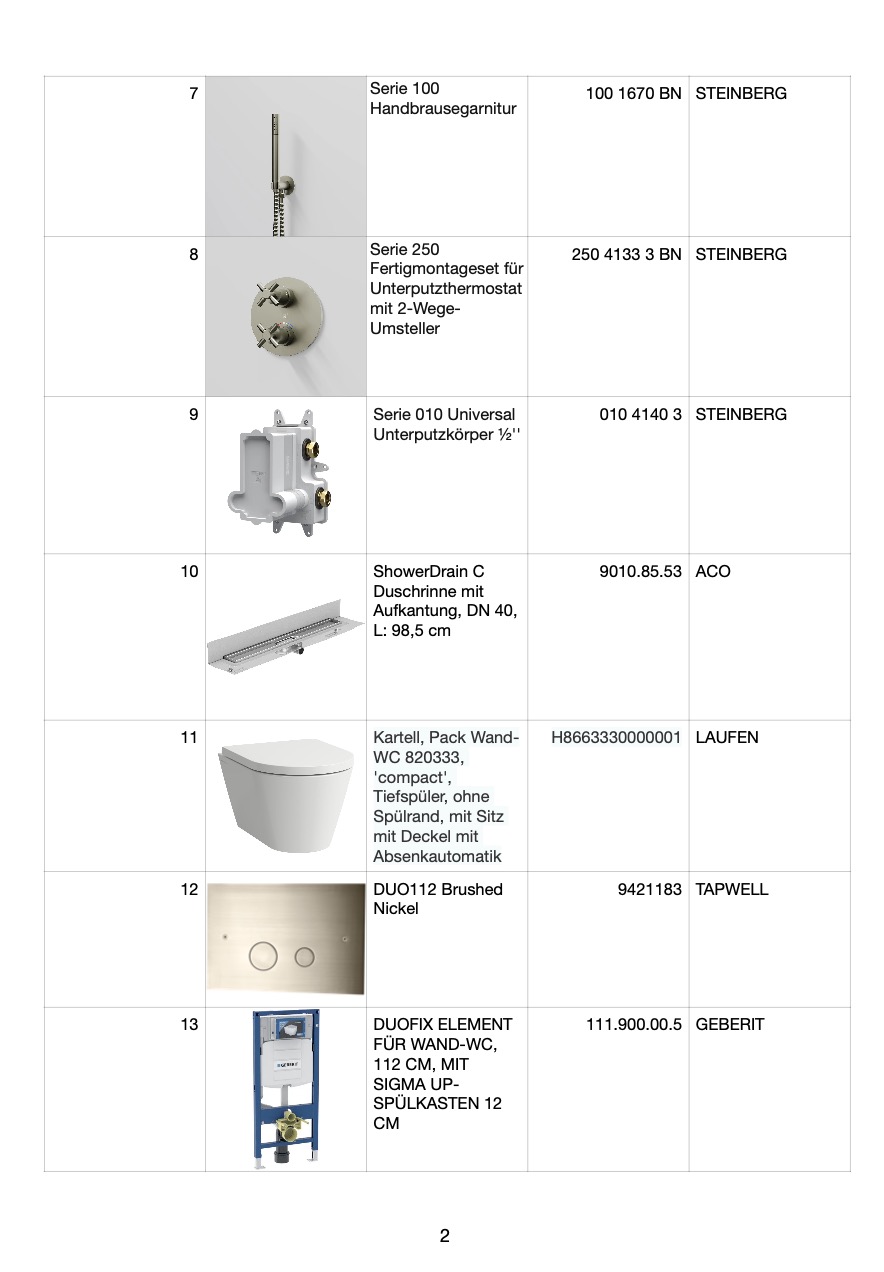 7
Serie 100
Handbrausegarnitur
100 1670 BN
STEINBERG
8
Serie 250
Fertigmontageset für
Unterputzthermostat
mit 2-Wege-
Umsteller
250 4133 3 BN
STEINBERG
9
Serie 010 Universal
Unterputzkörper ½''
010 4140 3
STEINBERG
10
ShowerDrain C
Duschrinne mit
Aufkantung, DN 40,
L: 98,5 cm
9010.85.53
ACO
11
Kartell, Pack Wand-
WC 820333,
'compact',
Tiefspüler, ohne
Spülrand, mit Sitz
mit Deckel mit
Absenkautomatik
H8663330000001
LAUFEN
12
DUO112 Brushed
Nickel
9421183
TAPWELL
13
GEBERIT
DUOFIX ELEMENT
FÜR WAND-WC,
112 CM, MIT
SIGMA UP-
SPÜLKASTEN 12
CM
111.900.00.5
GEBERIT
2